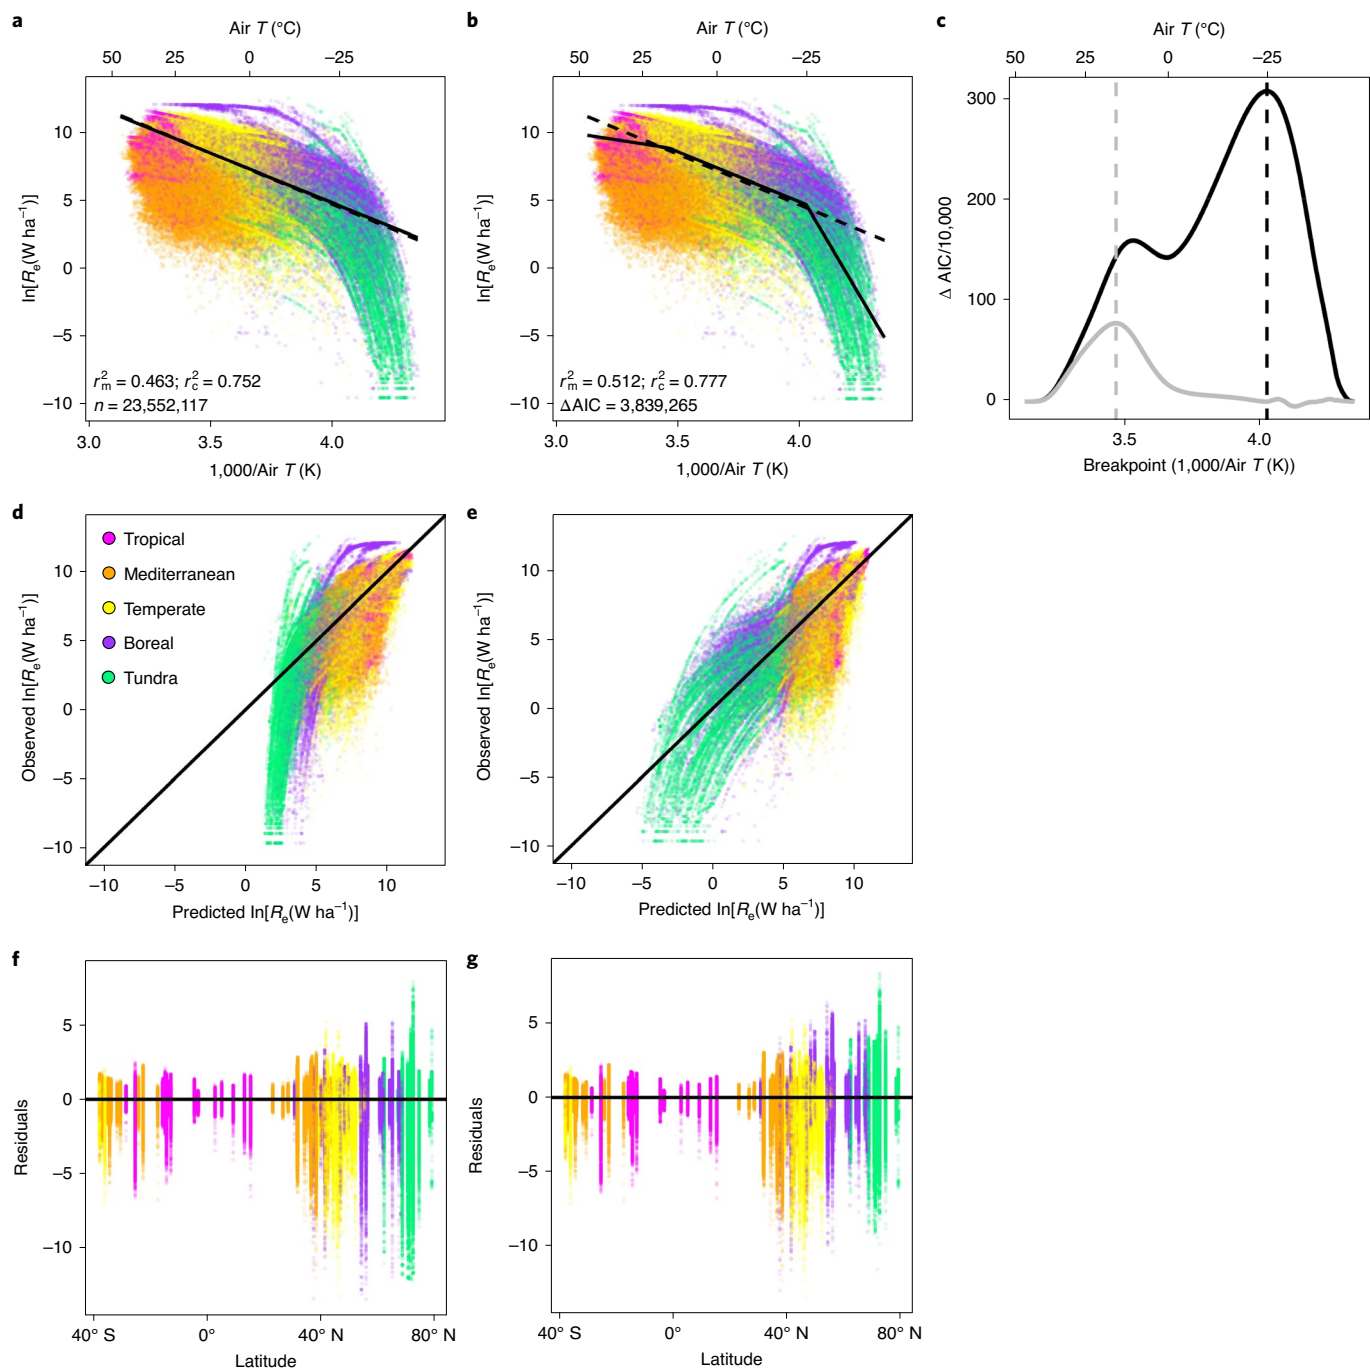 a
Air T (°C)
50 25 0 –25
ln[Re(W ha–1)]
10
5
0
–5
–10
r²m = 0.463; r²c = 0.752
n = 23,552,117
3.0 3.5 4.0
1,000/Air T (K)
b
Air T (°C)
50 25 0 –25
ln[Re(W ha–1)]
10
5
0
–5
–10
r²m = 0.512; r²c = 0.777
ΔAIC = 3,839,265
3.0 3.5 4.0
1,000/Air T (K)
c
Air T (°C)
50 25 0 –25
Δ AIC/10,000
300
200
100
0
3.5 4.0
Breakpoint (1,000/Air T (K))
d
Observed ln[Re(W ha–1)]
10
5
0
–5
–10
Tropical
Mediterranean
Temperate
Boreal
Tundra
–10 –5 0 5 10
Predicted ln[Re(W ha–1)]
e
Observed ln[Re(W ha–1)]
10
5
0
–5
–10
–10 –5 0 5 10
Predicted ln[Re(W ha–1)]
f
Residuals
5
0
–5
–10
40° S 0° 40° N 80° N
Latitude
g
Residuals
5
0
–5
–10
40° S 0° 40° N 80° N
Latitude